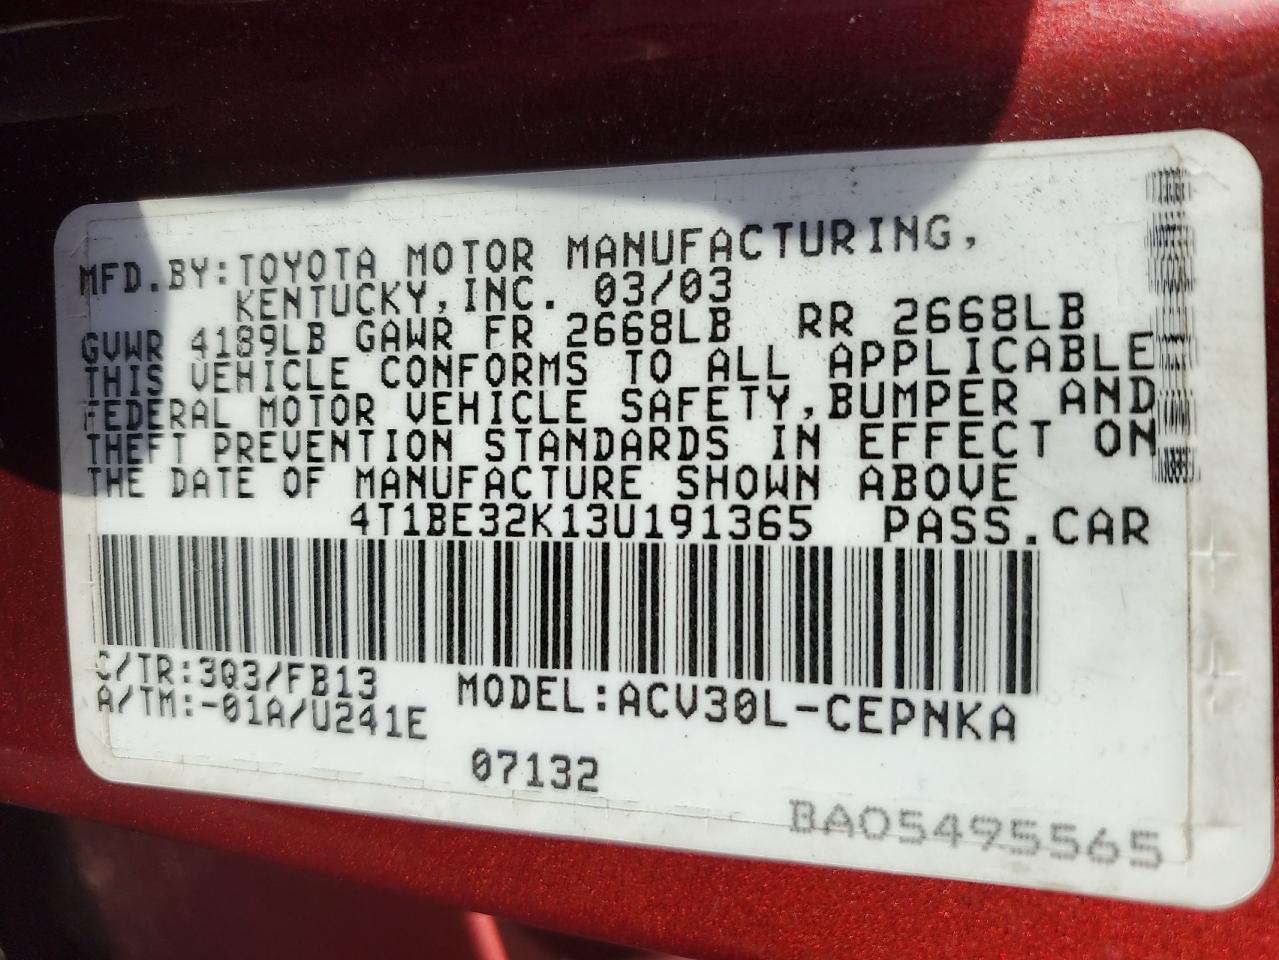 MFD.BY:TOYOTA MOTOR MANUFACTURING,
KENTUCKY,INC. 03/03
GVWR 4189LB GAWR FR 2668LB RR 2668LB
THIS VEHICLE CONFORMS TO ALL APPLICABLE
FEDERAL MOTOR VEHICLE SAFETY,BUMPER AND
THEFT PREVENTION STANDARDS IN EFFECT ON
THE DATE OF MANUFACTURE SHOWN ABOVE
4T1BE32K13U191365 PASS.CAR
C/TR:3Q3/FB13 MODEL:ACV30L-CEPNKA
A/TM:-01A/U241E
07132
BA05495565